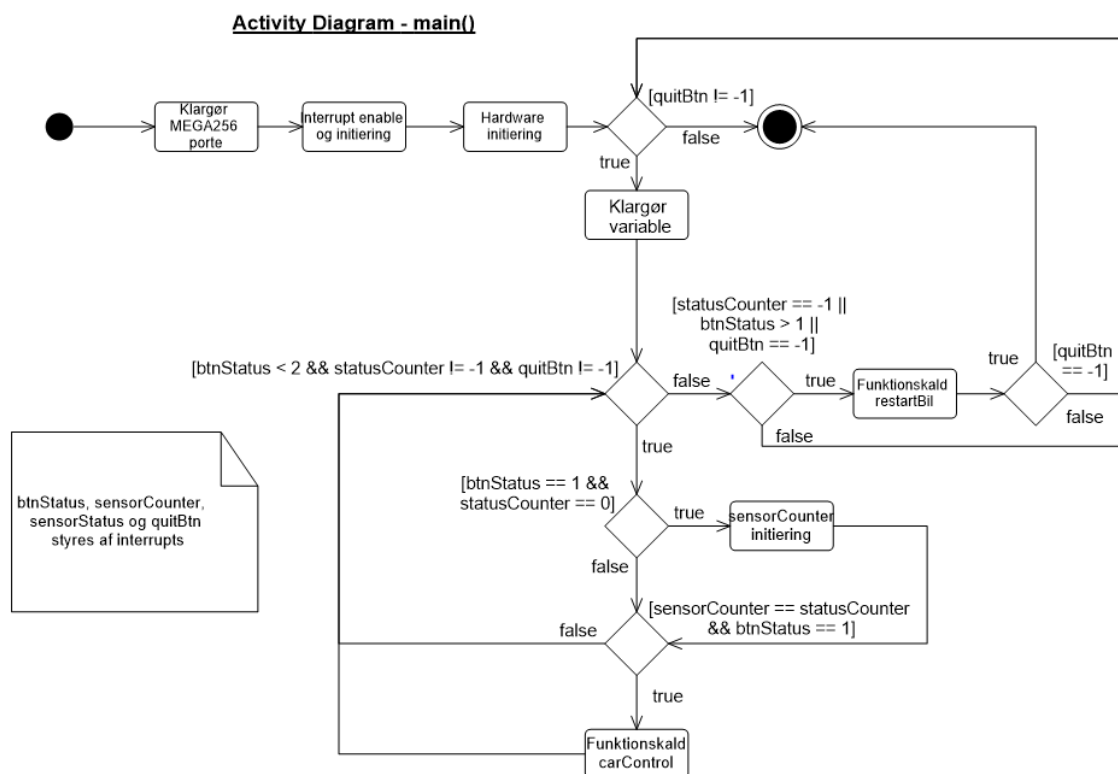 Activity Diagram - main()
Klargør
MEGA256
porte
Interrupt enable
og initiering
Hardware
initiering
[quitBtn != -1]
false
true
Klargør
variable
[statusCounter == -1 ||
btnStatus > 1 ||
quitBtn == -1]
[btnStatus < 2 && statusCounter != -1 && quitBtn != -1]
false
true
Funktionskald
restartBil
true
[quitBtn
== -1]
false
false
true
[btnStatus == 1 &&
statusCounter == 0]
true
sensorCounter
initiering
false
btnStatus, sensorCounter,
sensorStatus og quitBtn
styres af interrupts
[sensorCounter == statusCounter
&& btnStatus == 1]
false
true
Funktionskald
carControl